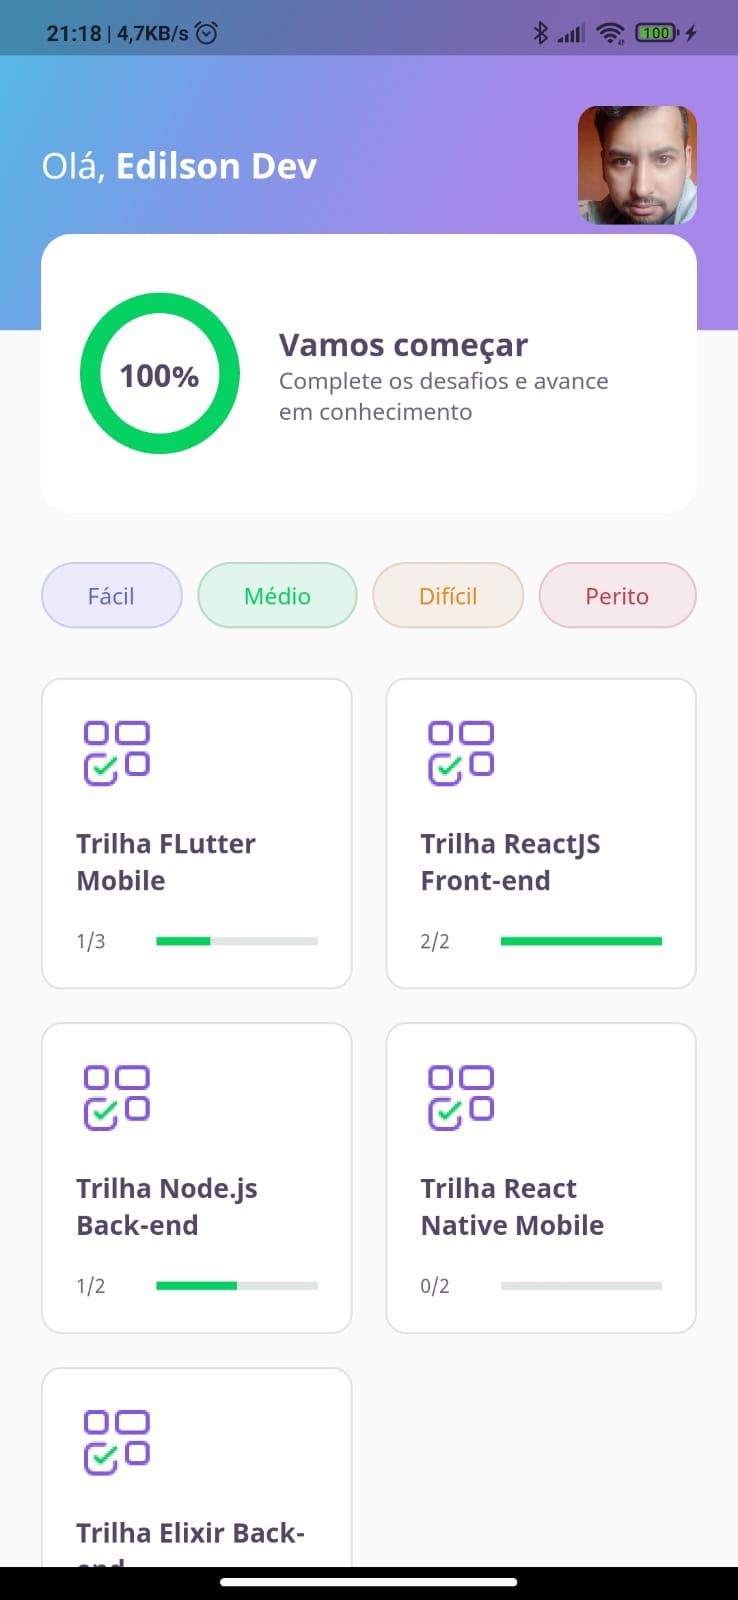 21:18 | 4,7KB/s
100
Olá, Edilson Dev
100%
Vamos começar
Complete os desafios e avance
em conhecimento
Fácil
Médio
Difícil
Perito
Trilha FLutter
Mobile
1/3
Trilha ReactJS
Front-end
2/2
Trilha Node.js
Back-end
1/2
Trilha React
Native Mobile
0/2
Trilha Elixir Back-
end